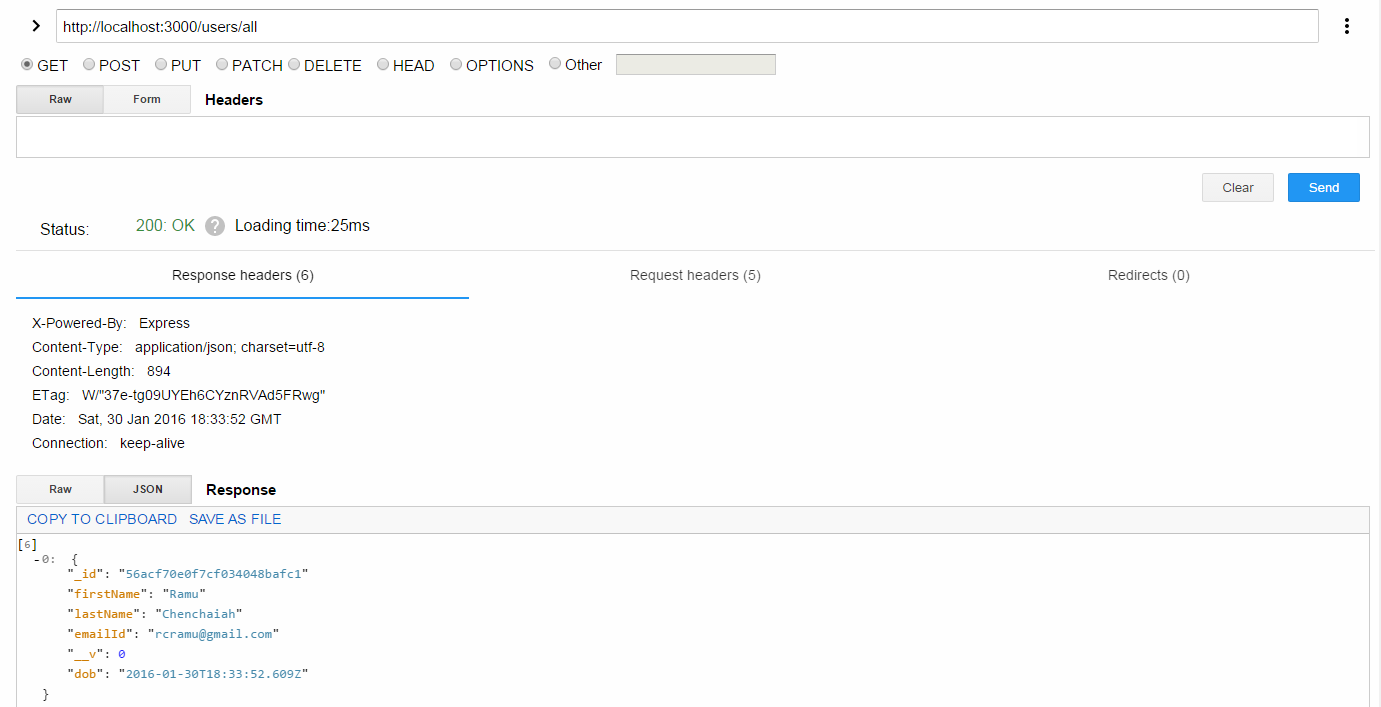 http://localhost:3000/users/all
GET POST PUT PATCH DELETE HEAD OPTIONS Other
Raw Form Headers
Clear Send
Status: 200: OK ? Loading time:25ms
Response headers (6) Request headers (5) Redirects (0)
X-Powered-By: Express
Content-Type: application/json; charset=utf-8
Content-Length: 894
ETag: W/"37e-tg09UYEh6CYznRVAd5FRwg"
Date: Sat, 30 Jan 2016 18:33:52 GMT
Connection: keep-alive
Raw JSON Response
COPY TO CLIPBOARD SAVE AS FILE
[6]
-0: {
"_id": "56acf70e0f7cf034048bafc1"
"firstName": "Ramu"
"lastName": "Chenchaiah"
"emailId": "rcramu@gmail.com"
"__v": 0
"dob": "2016-01-30T18:33:52.609Z"
}